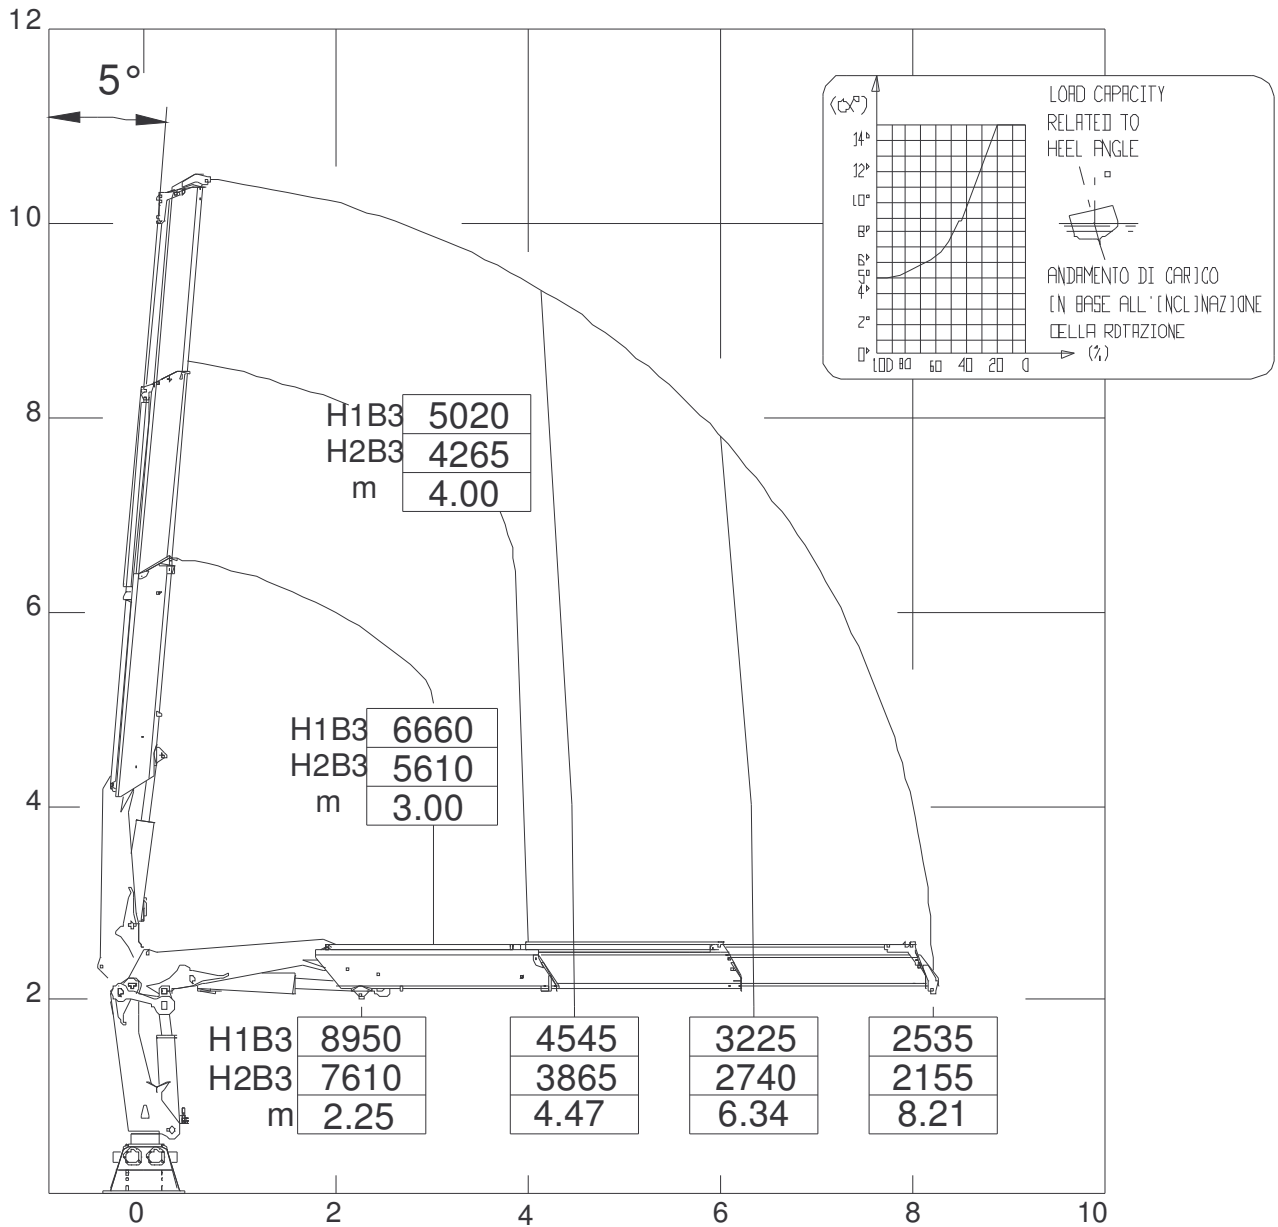 12
5°
10
8
6
4
2
0 2 4 6 8 10
(α°)
14°
12°
10°
8°
6°
5°
4°
2°
0°
100 80 60 40 20 0
(%)
LOAD CAPACITY
RELATED TO
HEEL ANGLE
ANDAMENTO DI CARICO
IN BASE ALL'INCLINAZIONE
DELLA ROTAZIONE
H1B3 5020
H2B3 4265
m 4.00
H1B3 6660
H2B3 5610
m 3.00
H1B3 8950 4545 3225 2535
H2B3 7610 3865 2740 2155
m 2.25 4.47 6.34 8.21